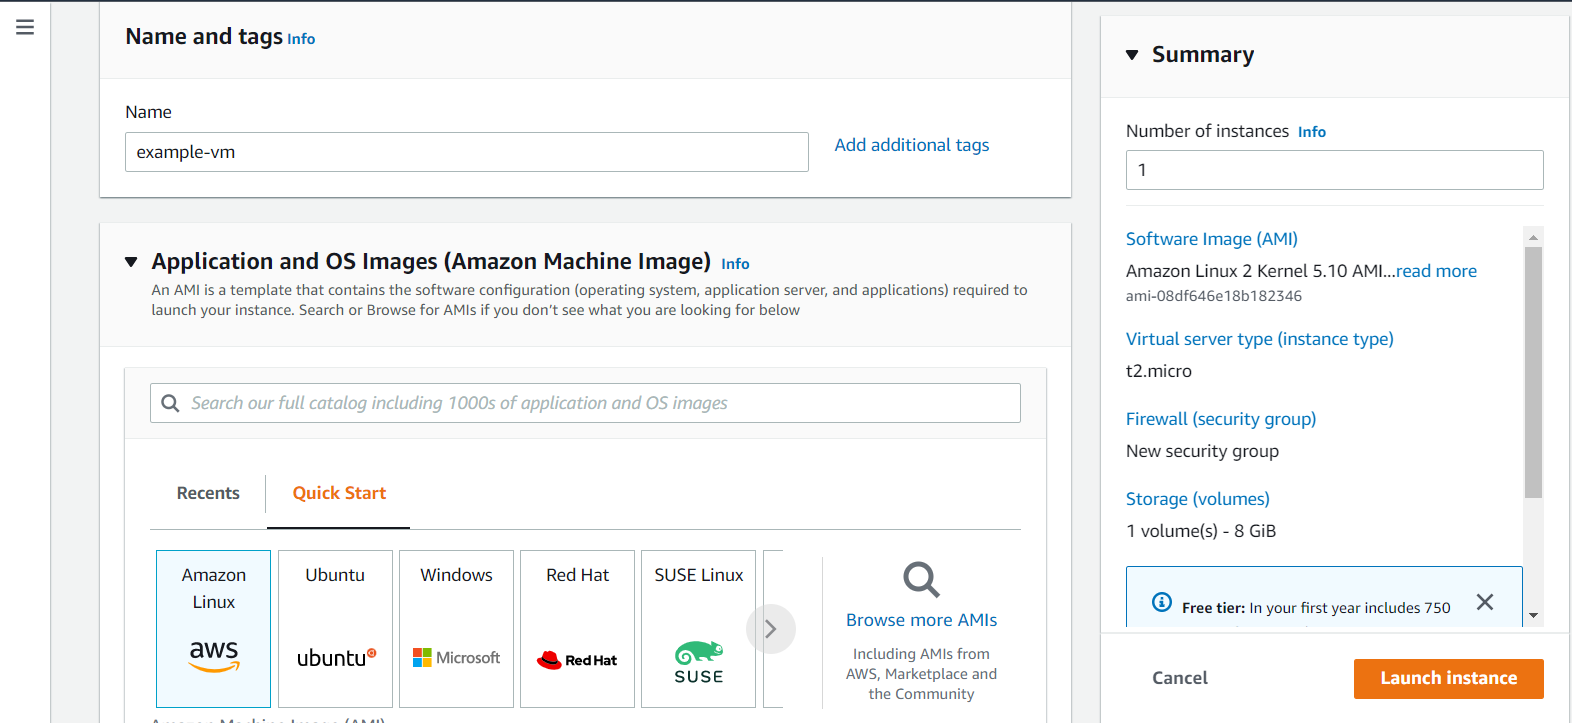 Name and tags Info
Name
example-vm
Add additional tags
Application and OS Images (Amazon Machine Image) Info
An AMI is a template that contains the software configuration (operating system, application server, and applications) required to
launch your instance. Search or Browse for AMIs if you don't see what you are looking for below
Search our full catalog including 1000s of application and OS images
Recents
Quick Start
Amazon
Linux
aws
Ubuntu
ubuntu
Windows
Microsoft
Red Hat
Red Hat
SUSE Linux
SUSE
Browse more AMIs
Including AMIs from
AWS, Marketplace and
the Community
Amazon Machine Image (AMI)
Summary
Number of instances Info
1
Software Image (AMI)
Amazon Linux 2 Kernel 5.10 AMI...read more
ami-08df646e18b182346
Virtual server type (instance type)
t2.micro
Firewall (security group)
New security group
Storage (volumes)
1 volume(s) - 8 GiB
Free tier: In your first year includes 750
Cancel
Launch instance